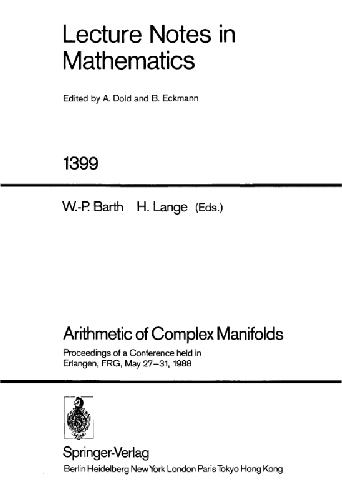 Lecture Notes in
Mathematics
Edited by A. Dold and B. Eckmann
1399
W.-P. Barth H. Lange (Eds.)
Arithmetic of Complex Manifolds
Proceedings of a Conference held in
Erlangen, FRG, May 27–31, 1988
Springer-Verlag
Berlin Heidelberg New York London Paris Tokyo Hong Kong